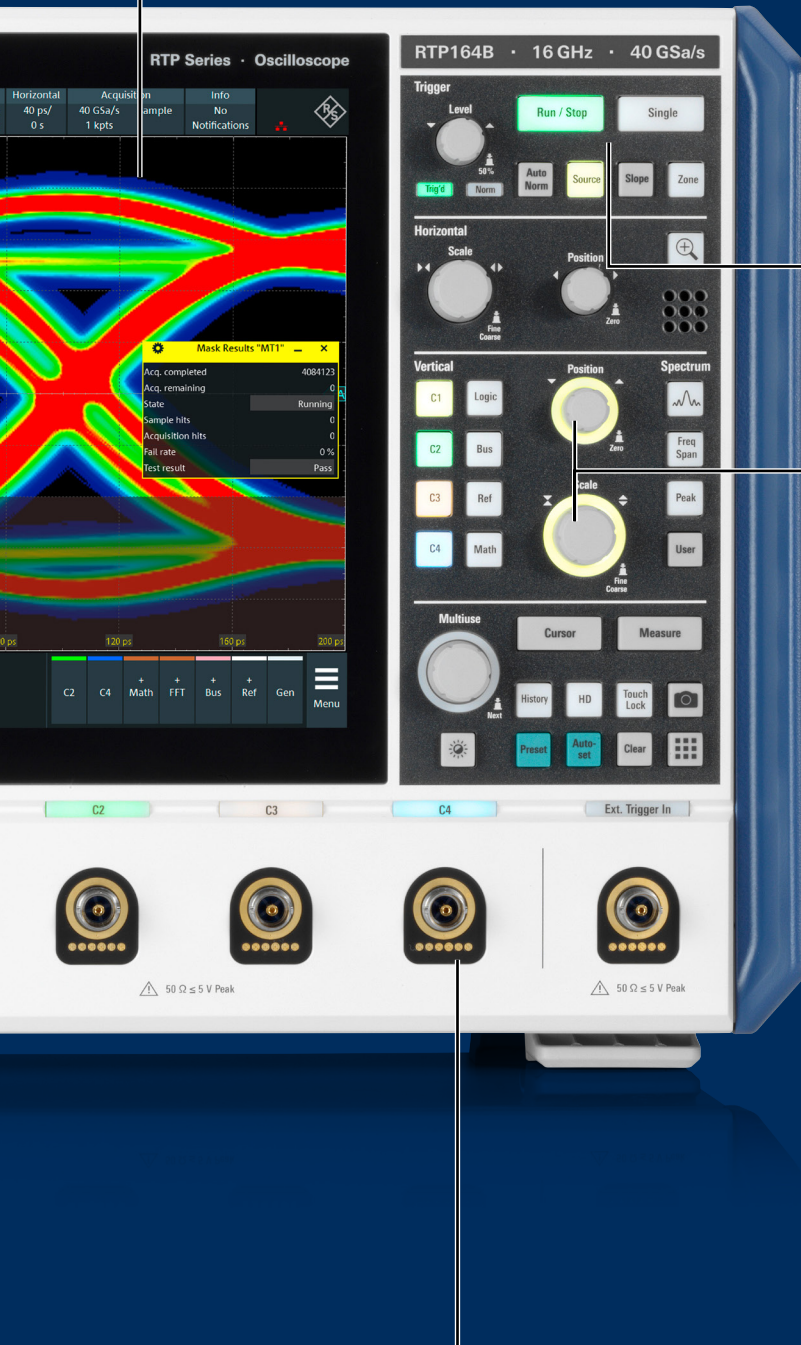 RTP Series · Oscilloscope
RTP164B · 16 GHz · 40 GSa/s
Horizontal
40 ps/
0 s
Acquisition
40 GSa/s
1 kpts
Info
No
Notifications
R S
Mask Results "MT1"
Acq. completed 4084123
Acq. remaining 0
State Running
Sample hits 0
Acquisition hits 0
Fail rate 0 %
Test result Pass
A
120 ps
160 ps
200 ps
C2
C4
+
Math
+
FFT
+
Bus
+
Ref
Gen
Menu
Trigger
Level
50 %
Trig'd
Norm
Run / Stop
Single
Auto
Norm
Source
Slope
Zone
Horizontal
Scale
Fine
Coarse
Position
Zero
Vertical
C1
Logic
C2
Bus
C3
Ref
C4
Math
Position
Zero
Scale
Fine
Coarse
Spectrum
Freq
Span
Peak
User
Multiuse
Next
Cursor
Measure
History
HD
Touch
Lock
Preset
Auto-
set
Clear
C2
C3
C4
Ext. Trigger In
50 Ω ≤ 5 V Peak
50 Ω ≤ 5 V Peak